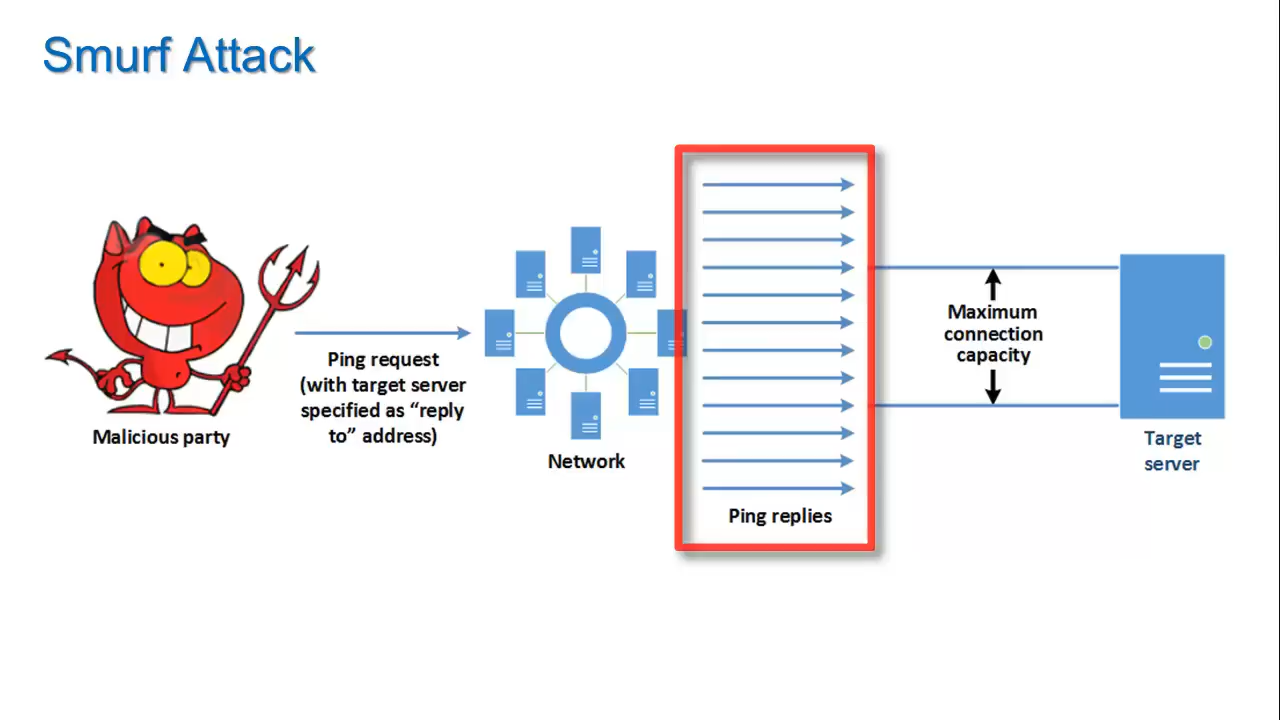 Smurf Attack
Ping request
(with target server
specified as “reply
to” address)
Malicious party
Network
Ping replies
Maximum
connection
capacity
Target
server